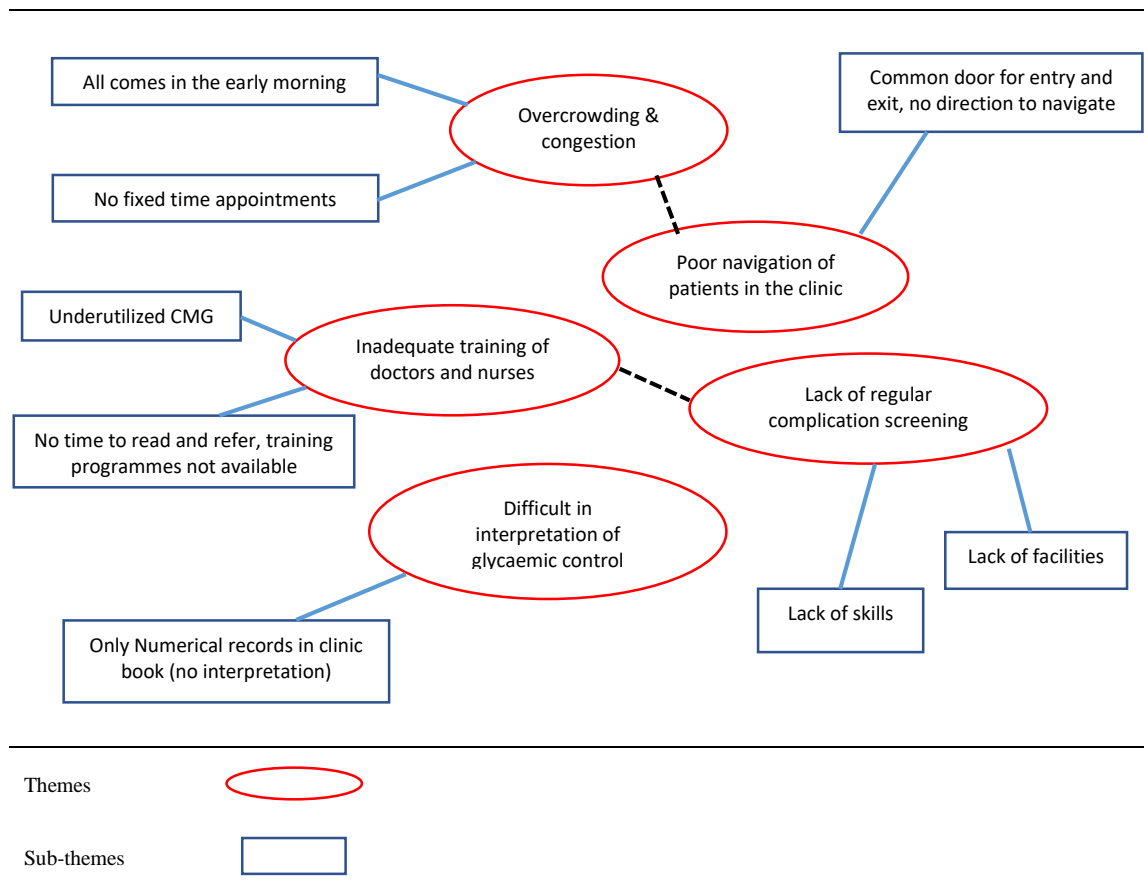 All comes in the early morning
Overcrowding &
congestion
Common door for entry and
exit, no direction to navigate
No fixed time appointments
Poor navigation of
patients in the clinic
Underutilized CMG
Inadequate training of
doctors and nurses
Lack of regular
complication screening
No time to read and refer, training
programmes not available
Difficult in
interpretation of
glycaemic control
Lack of facilities
Lack of skills
Only Numerical records in clinic
book (no interpretation)
Themes
Sub-themes